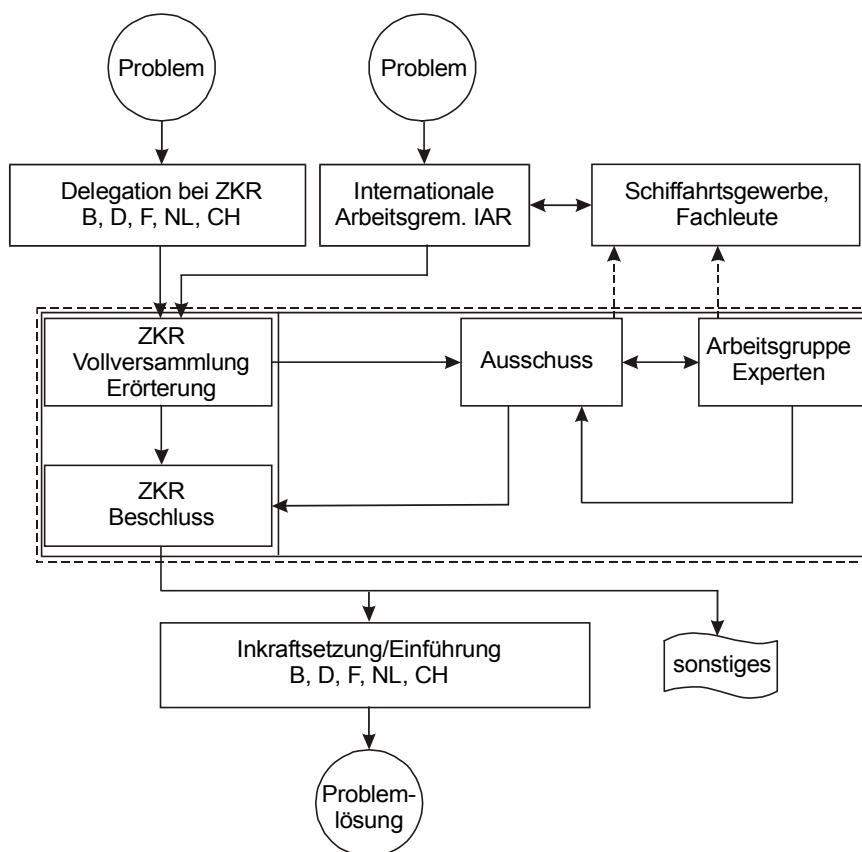 Problem
Problem
Delegation bei ZKR
B, D, F, NL, CH
Internationale
Arbeitsgrem. IAR
Schiffahrtsgewerbe,
Fachleute
ZKR
Vollversammlung
Erörterung
Ausschuss
Arbeitsgruppe
Experten
ZKR
Beschluss
Inkraftsetzung/Einführung
B, D, F, NL, CH
sonstiges
Problem-
lösung